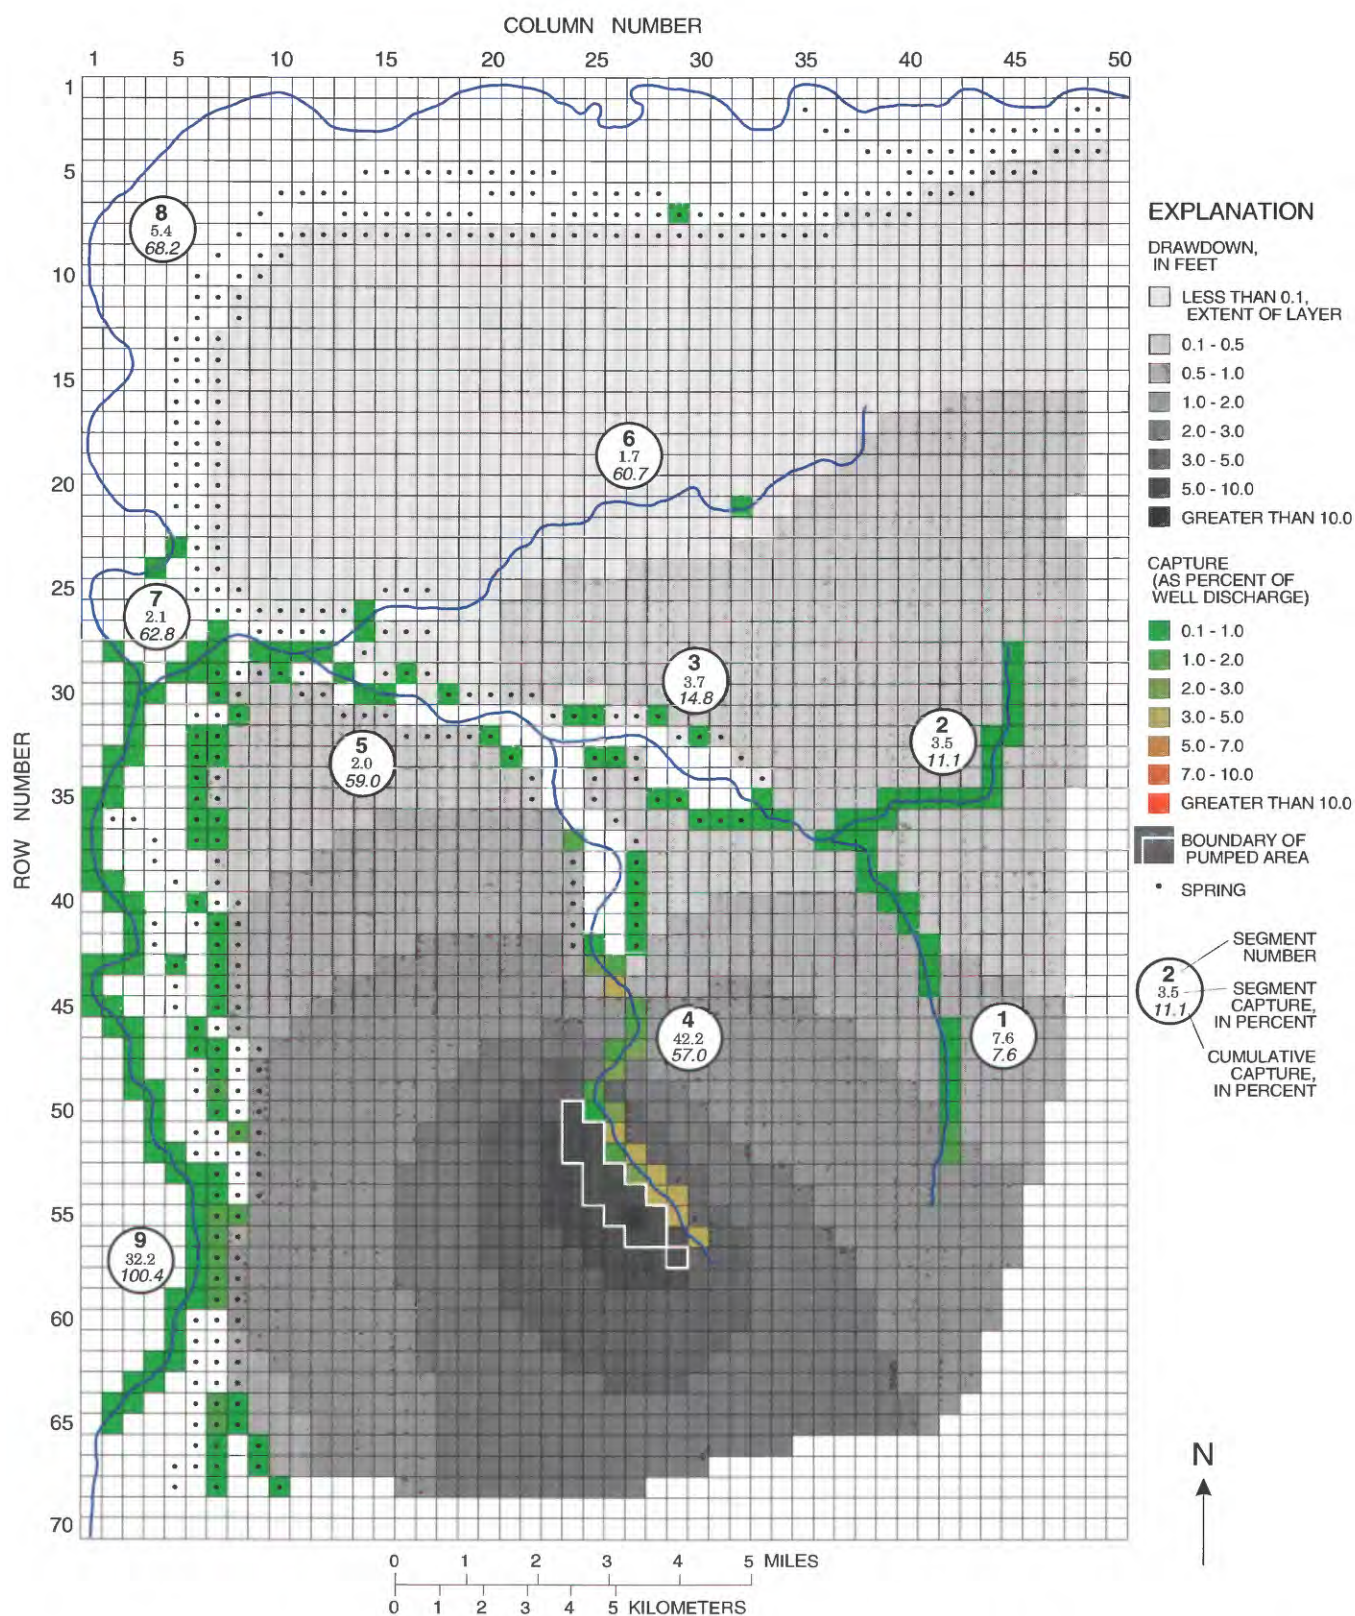 COLUMN NUMBER
1 5 10 15 20 25 30 35 40 45 50
ROW NUMBER
1
5
10
15
20
25
30
35
40
45
50
55
60
65
70
8
5.4
68.2
6
1.7
60.7
7
2.1
62.8
3
3.7
14.8
2
3.5
11.1
5
2.0
59.0
4
42.2
57.0
1
7.6
7.6
9
32.2
100.4
EXPLANATION
DRAWDOWN,
IN FEET
LESS THAN 0.1,
EXTENT OF LAYER
0.1 - 0.5
0.5 - 1.0
1.0 - 2.0
2.0 - 3.0
3.0 - 5.0
5.0 - 10.0
GREATER THAN 10.0
CAPTURE
(AS PERCENT OF
WELL DISCHARGE)
0.1 - 1.0
1.0 - 2.0
2.0 - 3.0
3.0 - 5.0
5.0 - 7.0
7.0 - 10.0
GREATER THAN 10.0
BOUNDARY OF
PUMPED AREA
SPRING
2
3.5
11.1
SEGMENT
NUMBER
SEGMENT
CAPTURE,
IN PERCENT
CUMULATIVE
CAPTURE,
IN PERCENT
N
0 1 2 3 4 5 MILES
0 1 2 3 4 5 KILOMETERS